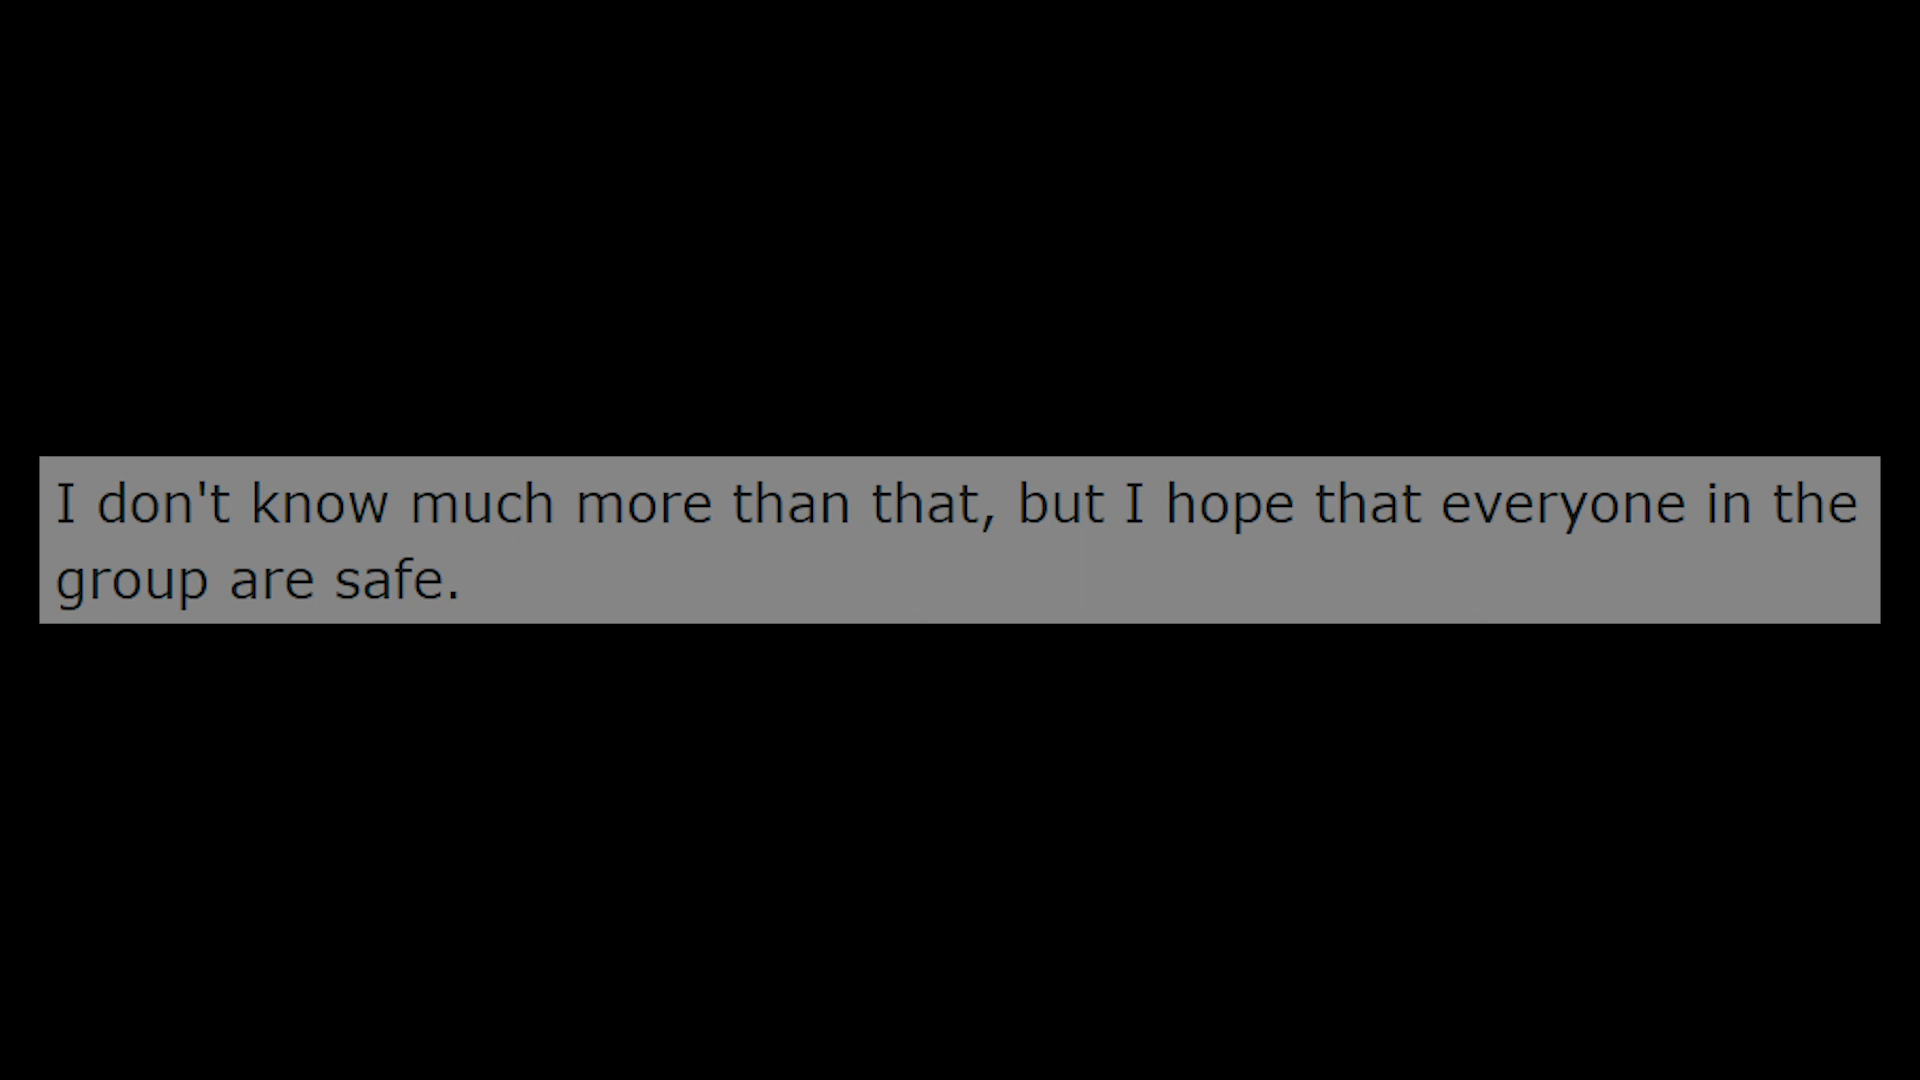 I don't know much more than that, but I hope that everyone in the
group are safe.